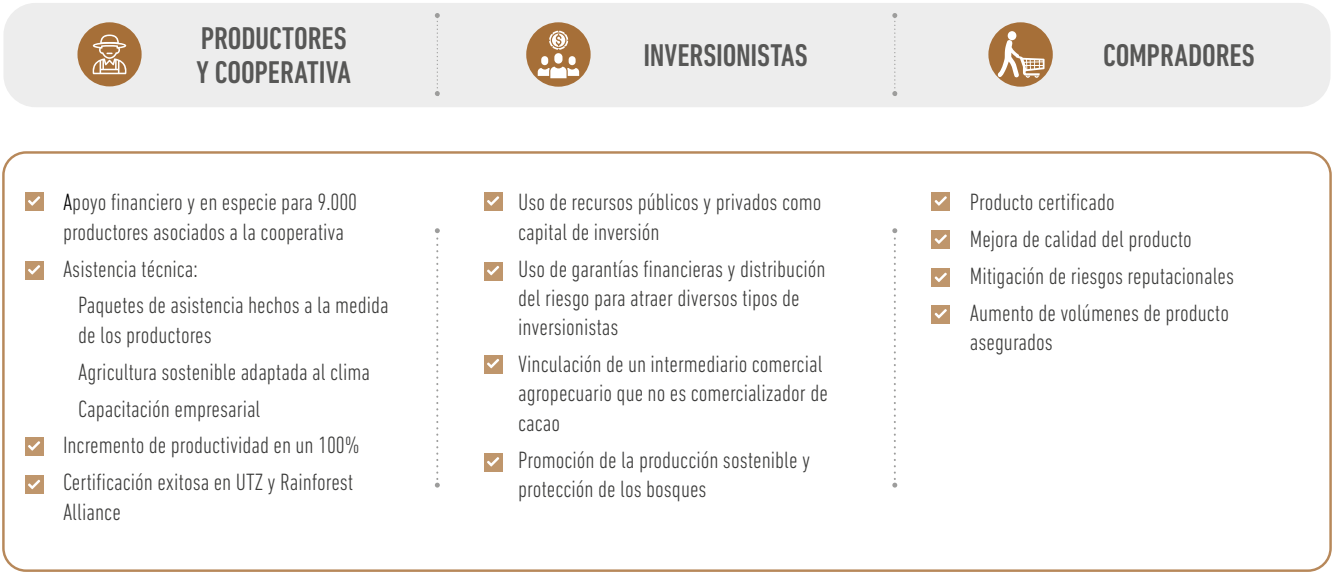 PRODUCTORES
Y COOPERATIVA
INVERSIONISTAS
COMPRADORES
Apoyo financiero y en especie para 9.000
productores asociados a la cooperativa
Asistencia técnica:
Paquetes de asistencia hechos a la medida
de los productores
Agricultura sostenible adaptada al clima
Capacitación empresarial
Incremento de productividad en un 100%
Certificación exitosa en UTZ y Rainforest
Alliance
Uso de recursos públicos y privados como
capital de inversión
Uso de garantías financieras y distribución
del riesgo para atraer diversos tipos de
inversionistas
Vinculación de un intermediario comercial
agropecuario que no es comercializador de
cacao
Promoción de la producción sostenible y
protección de los bosques
Producto certificado
Mejora de calidad del producto
Mitigación de riesgos reputacionales
Aumento de volúmenes de producto
asegurados